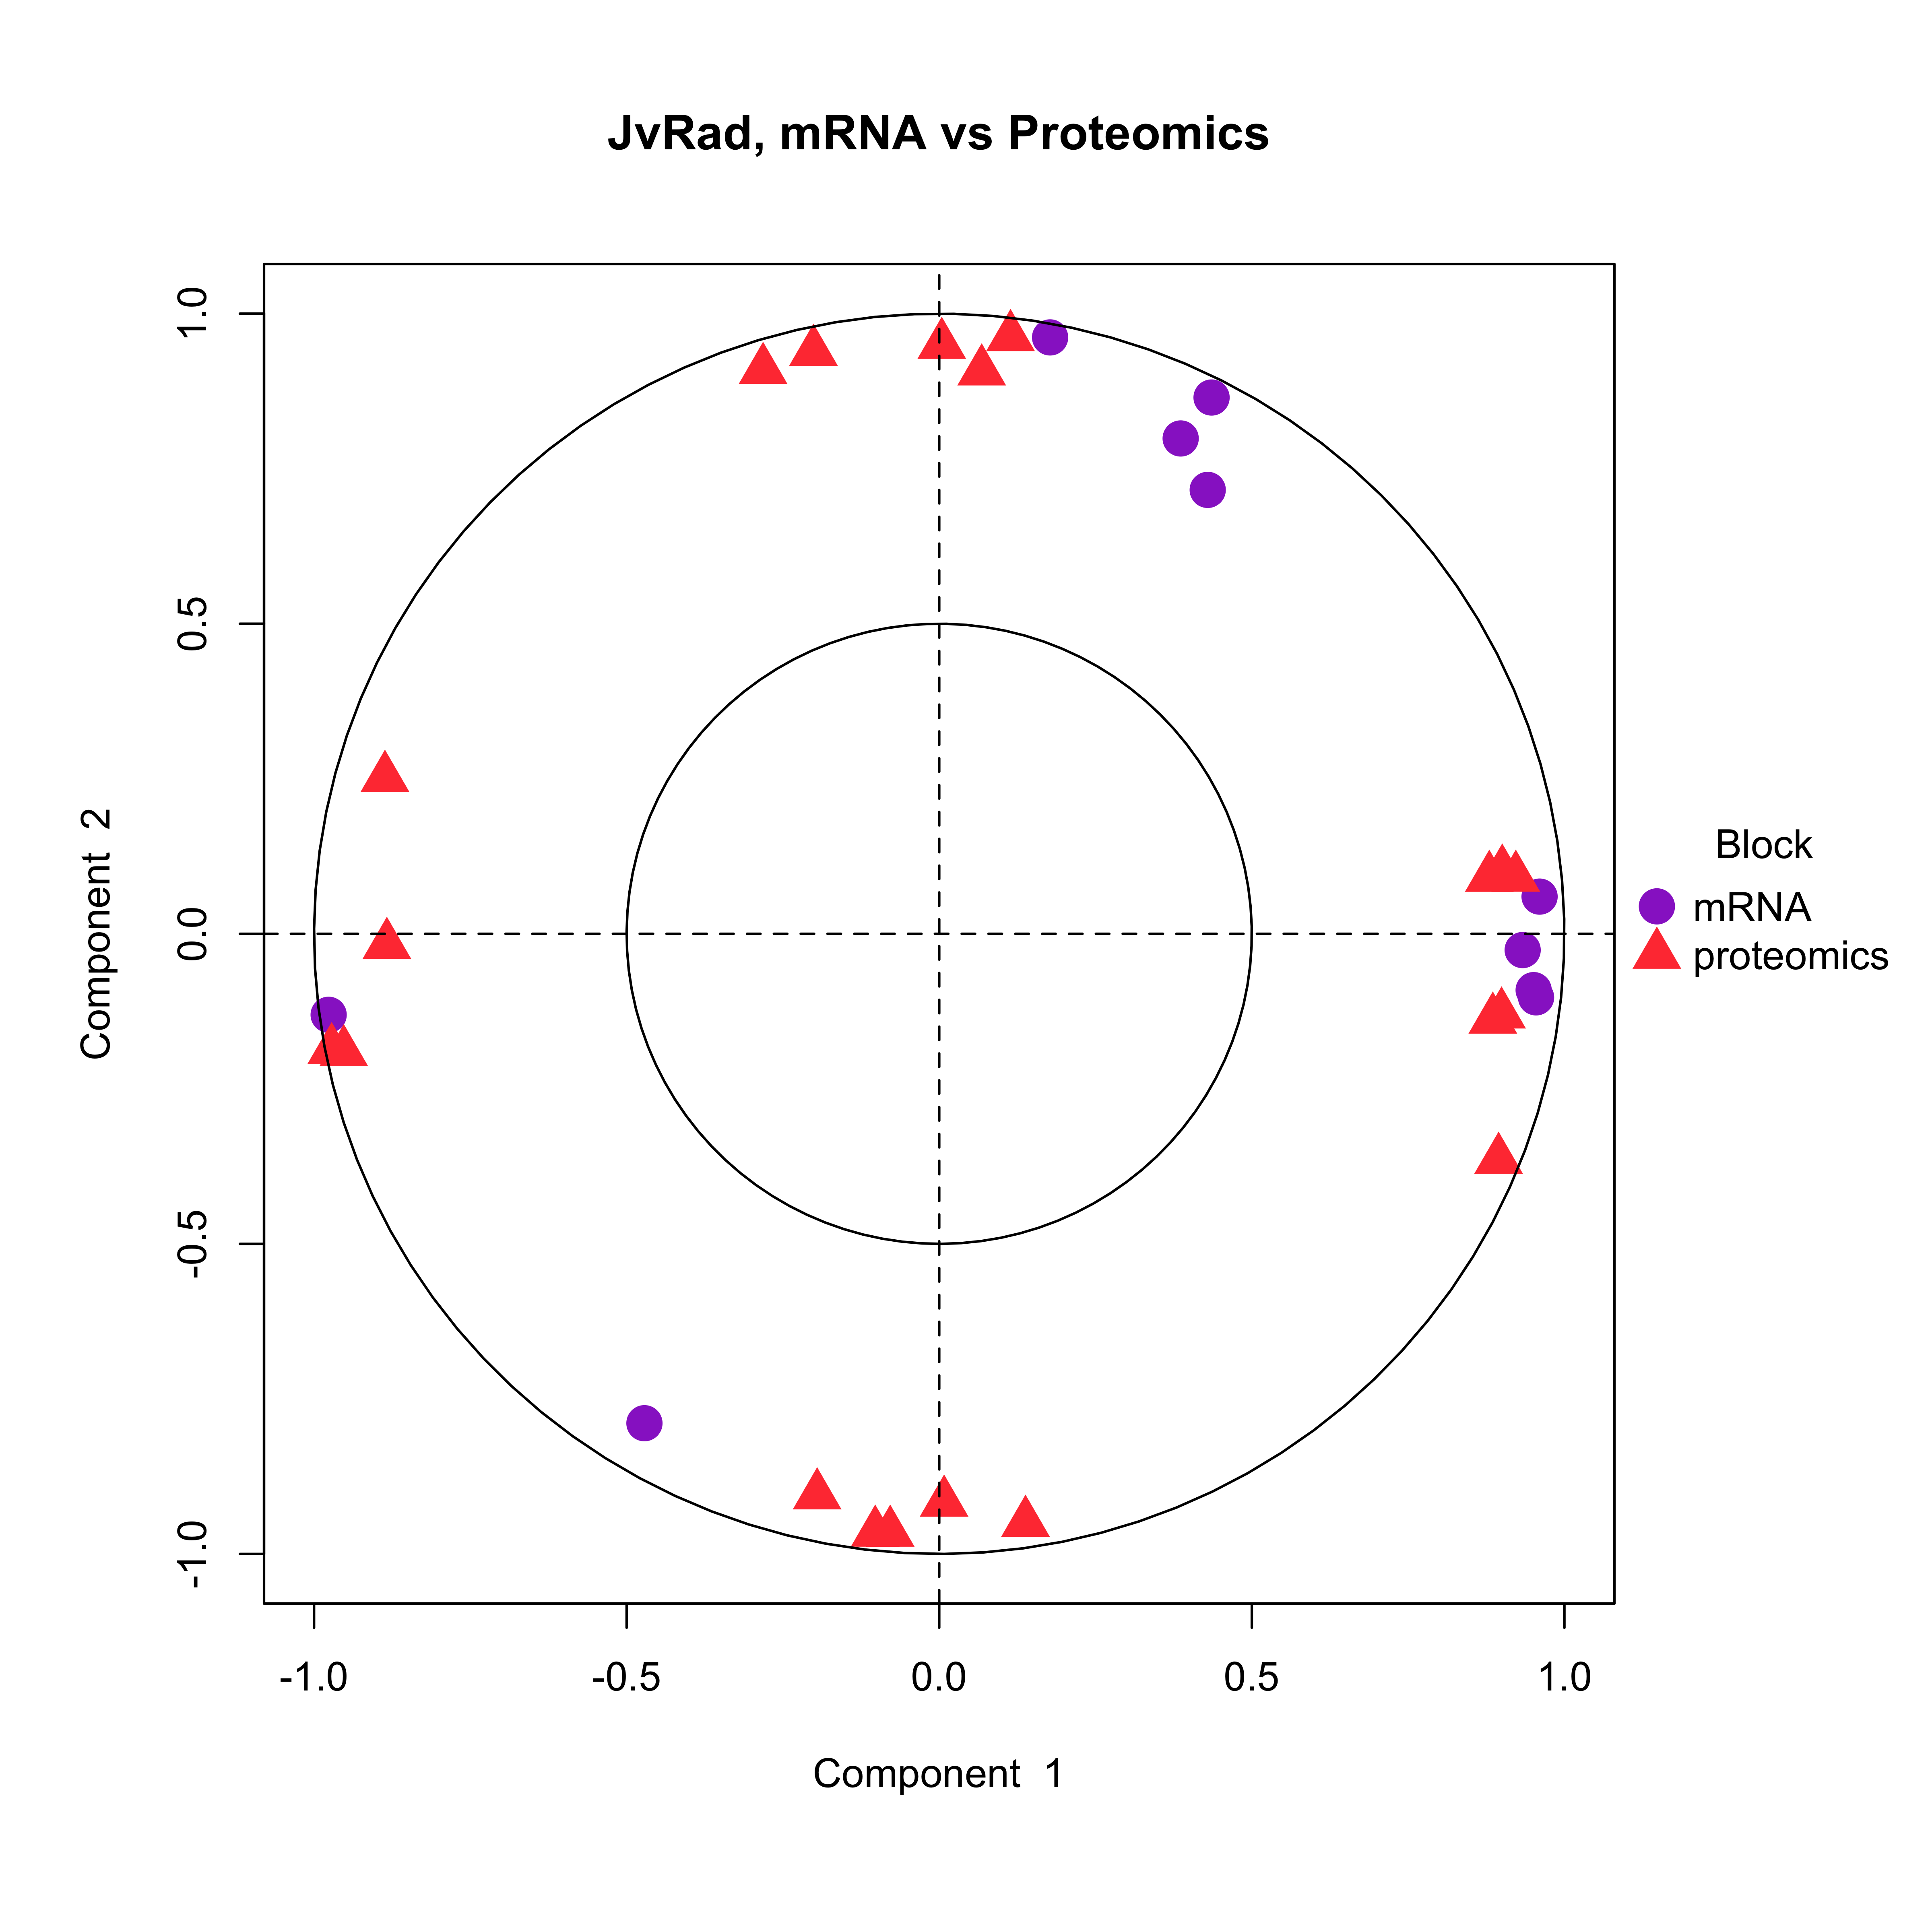 JvRad, mRNA vs Proteomics
1.0
0.5
0.0
-0.5
-1.0
Component 2
-1.0
-0.5
0.0
0.5
1.0
Component 1
Block
mRNA
proteomics